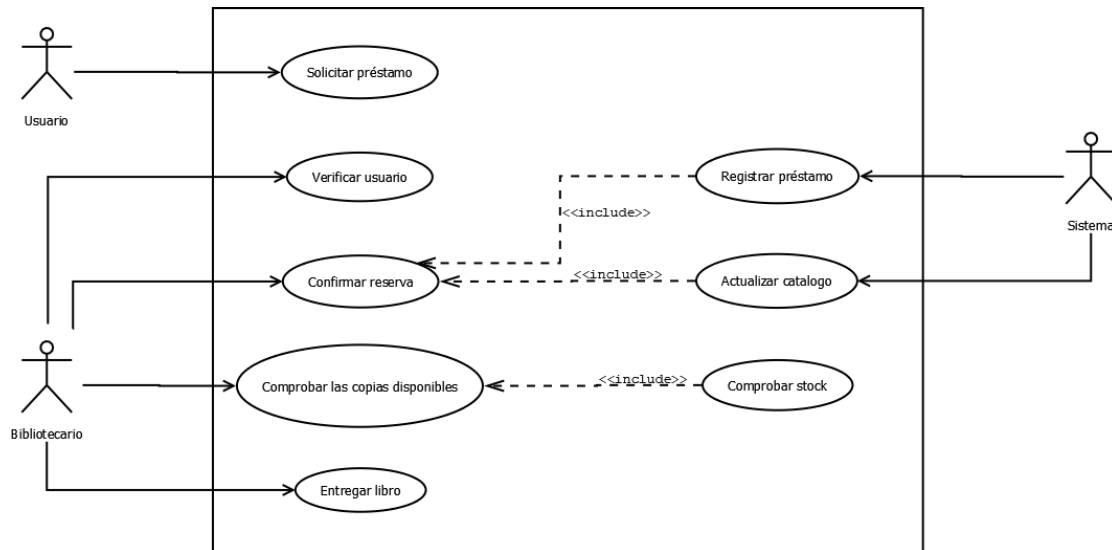 Solicitar préstamo
Usuario
Verificar usuario
Registrar préstamo
<<include>>
Sistema
Confirmar reserva
<<include>>
Actualizar catalogo
Comprobar las copias disponibles
<<include>>
Comprobar stock
Bibliotecario
Entregar libro